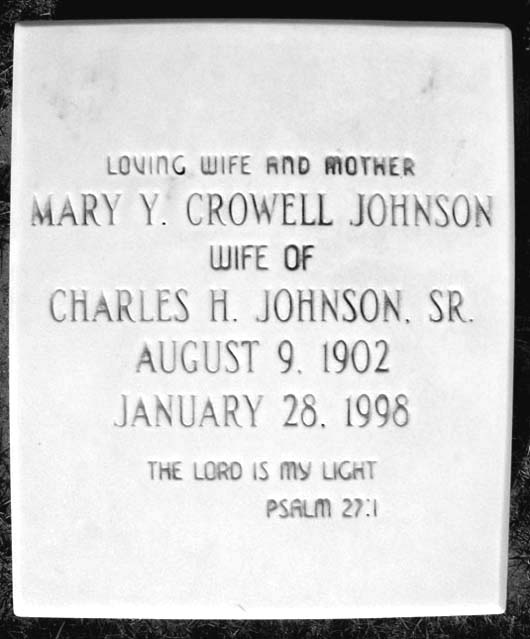 LOVING WIFE AND MOTHER
MARY Y. CROWELL JOHNSON
WIFE OF
CHARLES H. JOHNSON, SR.
AUGUST 9, 1902
JANUARY 28, 1998
THE LORD IS MY LIGHT
PSALM 27:1